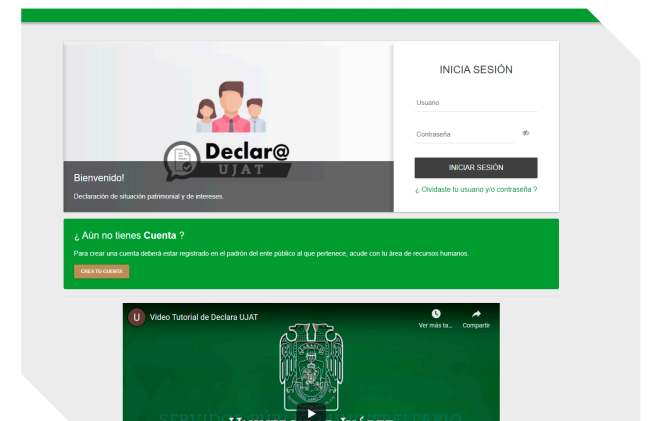 INICIA SESIÓN
Usuario
Contraseña
INICIAR SESIÓN
¿ Olvidaste tu usuario y/o contraseña ?
Declar@
UJAT
Bienvenido!
Declaración de situación patrimonial y de intereses.
¿ Aún no tienes Cuenta ?
Para crear una cuenta deberá estar registrado en el padrón del ente público al que pertenece, acude con tu área de recursos humanos.
CREA TU CUENTA
U
Video Tutorial de Declara UJAT
Ver más ta...
Compartir